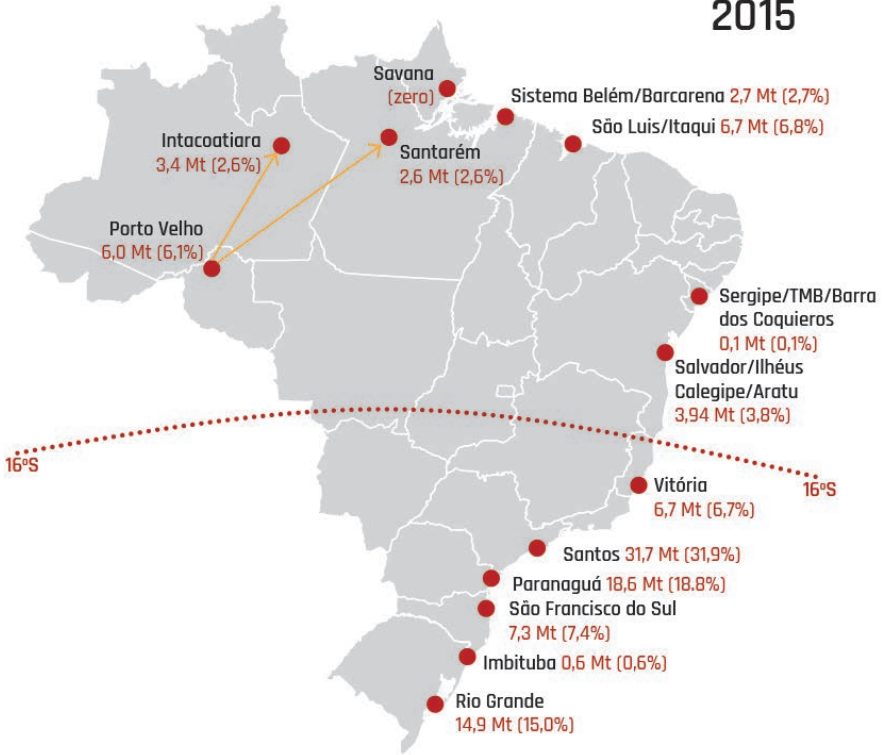 2015
Savana
(zero)
Sistema Belém/Barcarena 2,7 Mt (2,7%)
São Luis/Itaqui 6,7 Mt (6,8%)
Intacoatiara
3,4 Mt (2,6%)
Santarém
2,6 Mt (2,6%)
Porto Velho
6,0 Mt (6,1%)
Sergipe/TMB/Barra
dos Coquieros
0,1 Mt (0,1%)
Salvador/Ilhéus
Calegipe/Aratu
3,94 Mt (3,8%)
16ºS
16ºS
Vitória
6,7 Mt (6,7%)
Santos 31,7 Mt (31,9%)
Paranaguá 18,6 Mt (18.8%)
São Francisco do Sul
7,3 Mt (7,4%)
Imbituba 0,6 Mt (0,6%)
Rio Grande
14,9 Mt (15,0%)